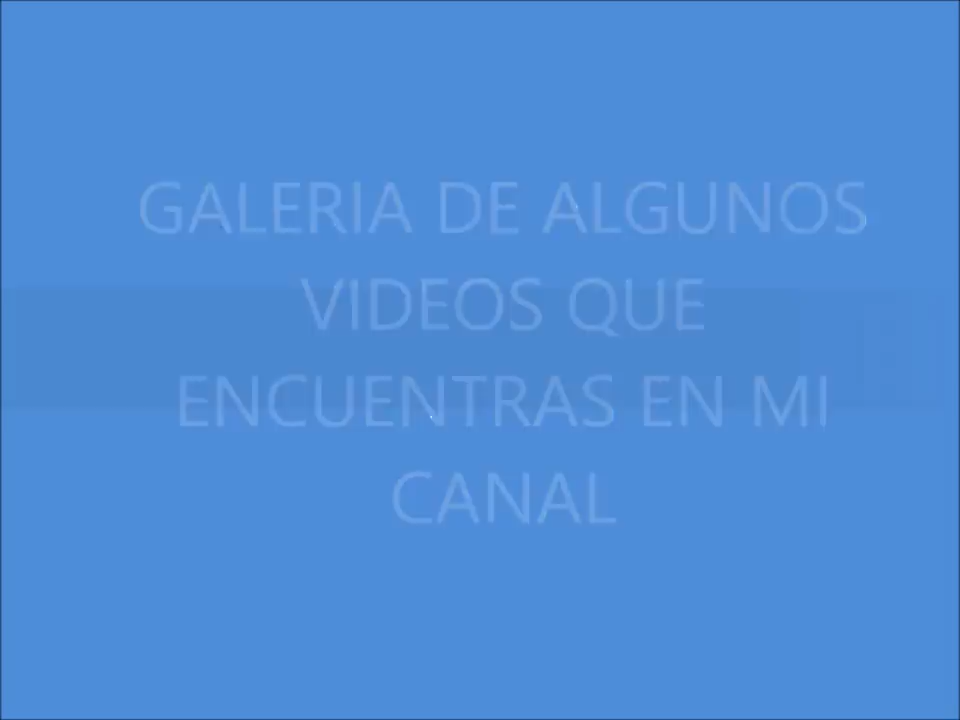 GALERIA DE ALGUNOS
VIDEOS QUE
ENCUENTRAS EN MI
CANAL